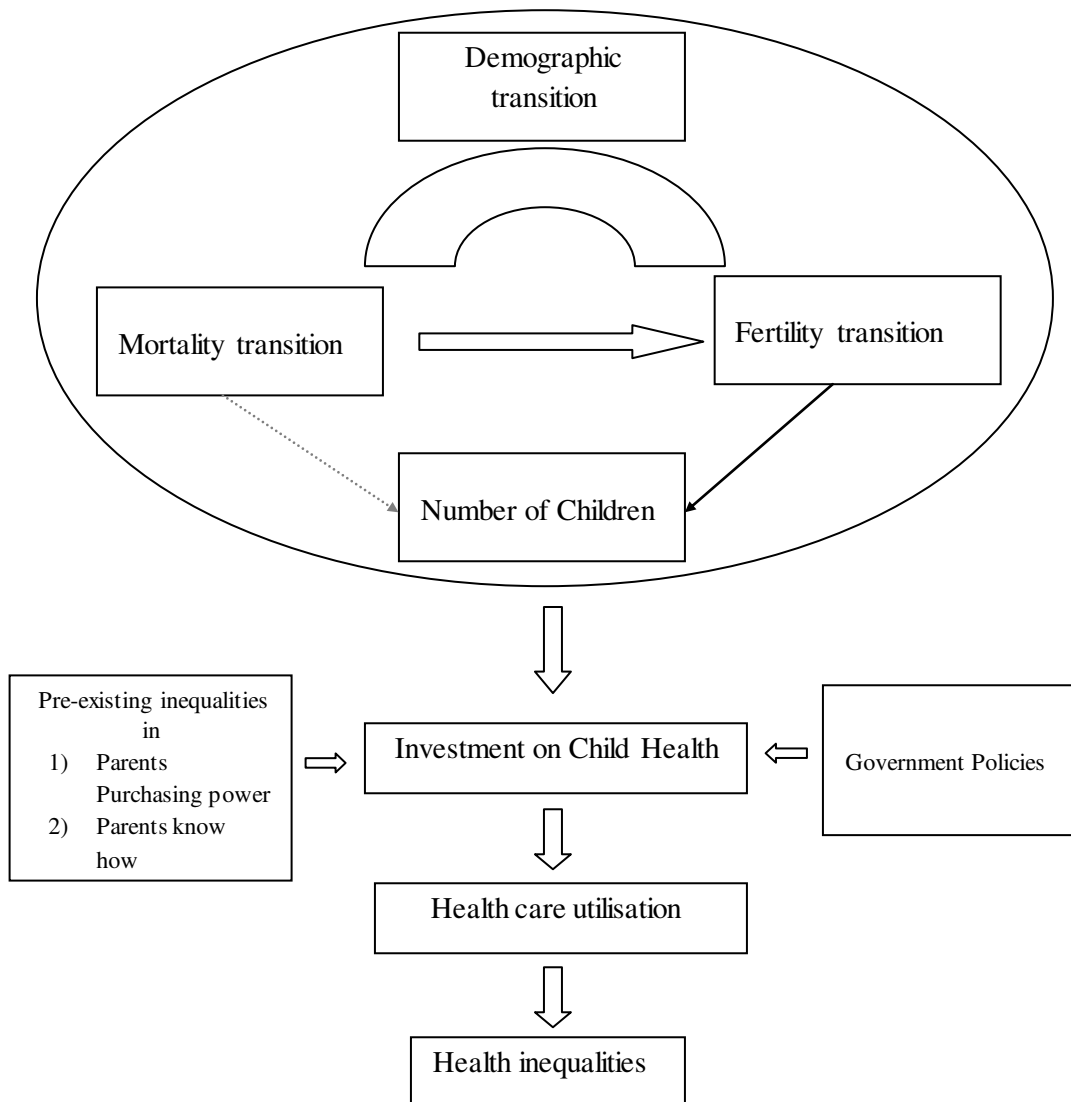 Demographic
transition
Mortality transition
Fertility transition
Number of Children
Pre-existing inequalities
in
1) Parents
Purchasing power
2) Parents know
how
Investment on Child Health
Government Policies
Health care utilisation
Health inequalities